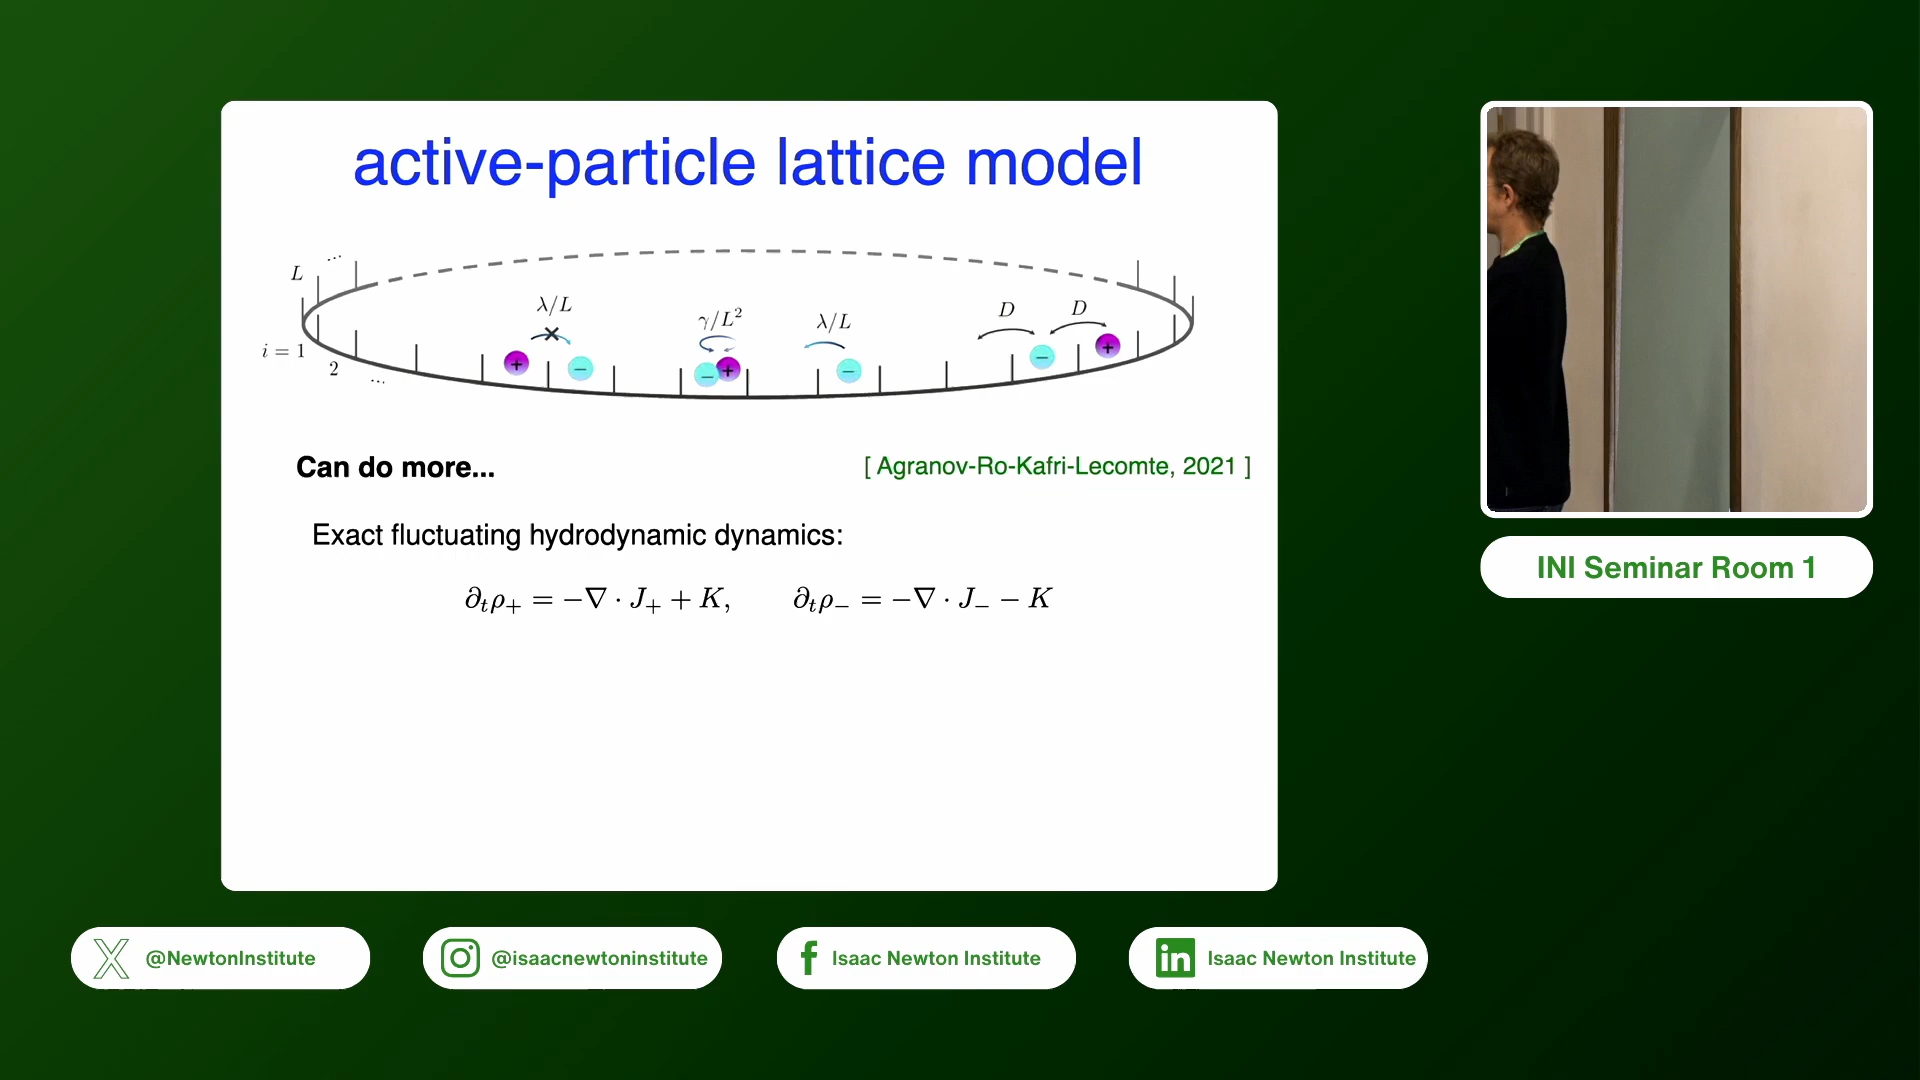 active-particle lattice model
L
...
λ/L
γ/L²
λ/L
D
D
i = 1
2
...
+
−
−
+
−
−
+
Can do more...
[ Agranov-Ro-Kafri-Lecomte, 2021 ]
Exact fluctuating hydrodynamic dynamics:
∂ₜρ₊ = −∇ · J₊ + K, ∂ₜρ₋ = −∇ · J₋ − K
INI Seminar Room 1
@NewtonInstitute
@isaacnewtoninstitute
Isaac Newton Institute
Isaac Newton Institute